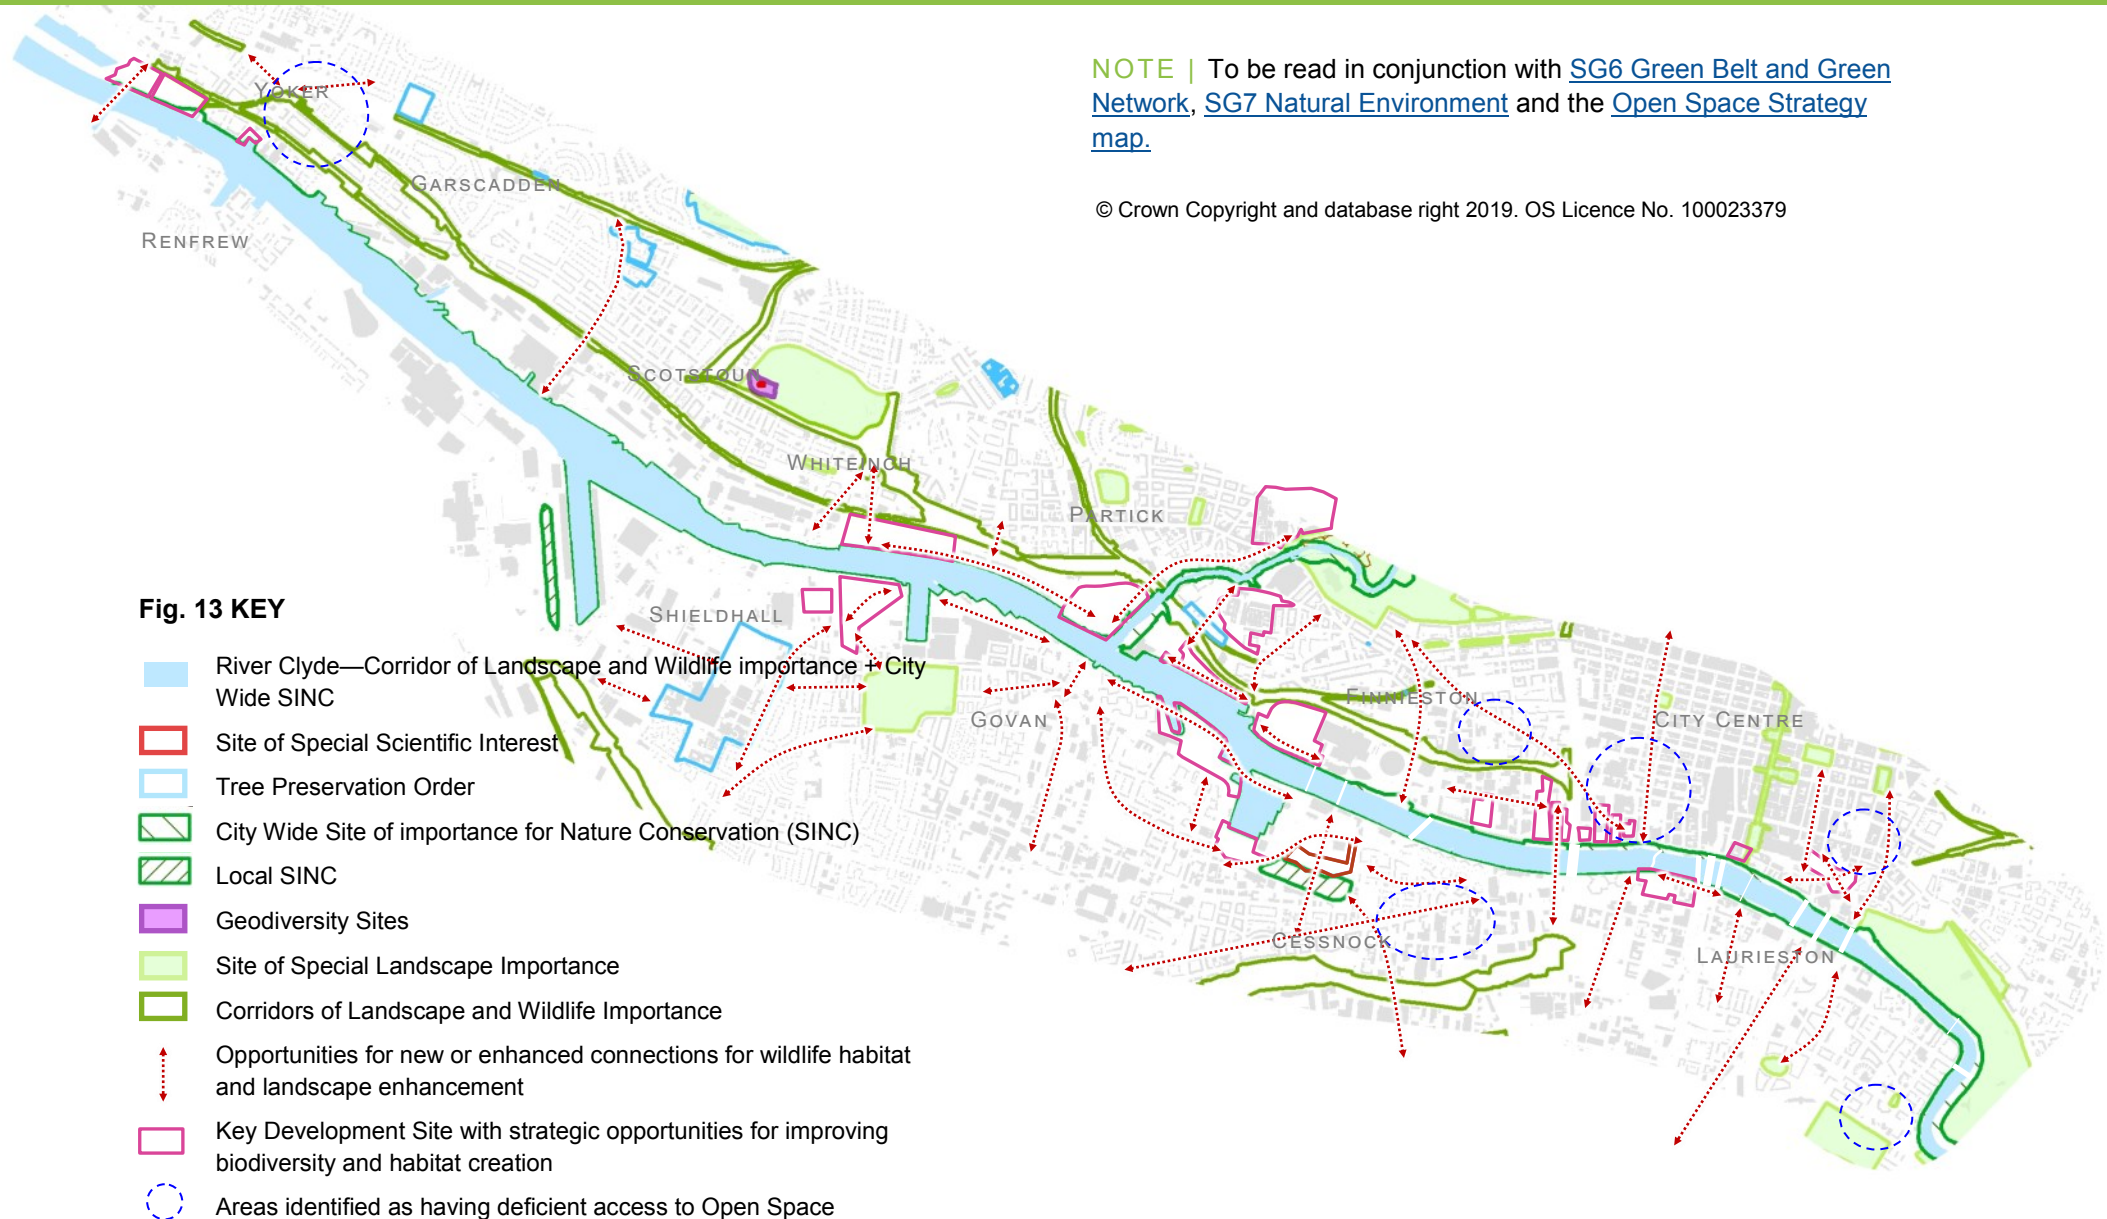 NOTE | To be read in conjunction with SG6 Green Belt and Green
Network, SG7 Natural Environment and the Open Space Strategy
map.
© Crown Copyright and database right 2019. OS Licence No. 100023379
YOKER
GARSCADDEN
RENFREW
SCOTSTOUN
WHITEINCH
PARTICK
SHIELDHALL
GOVAN
FINNIESTON
CITY CENTRE
CESSNOCK
LAURIESTON
Fig. 13 KEY
River Clyde—Corridor of Landscape and Wildlife importance + City
Wide SINC
Site of Special Scientific Interest
Tree Preservation Order
City Wide Site of importance for Nature Conservation (SINC)
Local SINC
Geodiversity Sites
Site of Special Landscape Importance
Corridors of Landscape and Wildlife Importance
Opportunities for new or enhanced connections for wildlife habitat
and landscape enhancement
Key Development Site with strategic opportunities for improving
biodiversity and habitat creation
Areas identified as having deficient access to Open Space